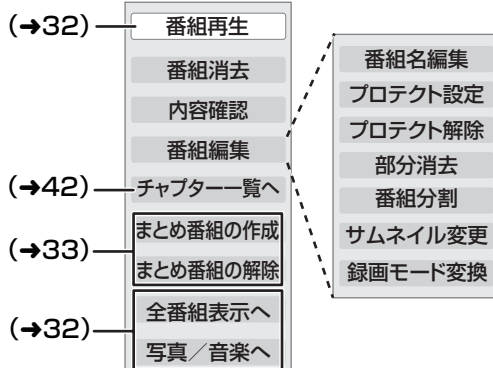 (➔32) 番組再生
番組消去
内容確認
番組編集
(➔42) チャプター一覧へ
(➔33) まとめ番組の作成
まとめ番組の解除
(➔32) 全番組表示へ
写真／音楽へ
番組名編集
プロテクト設定
プロテクト解除
部分消去
番組分割
サムネイル変更
録画モード変換